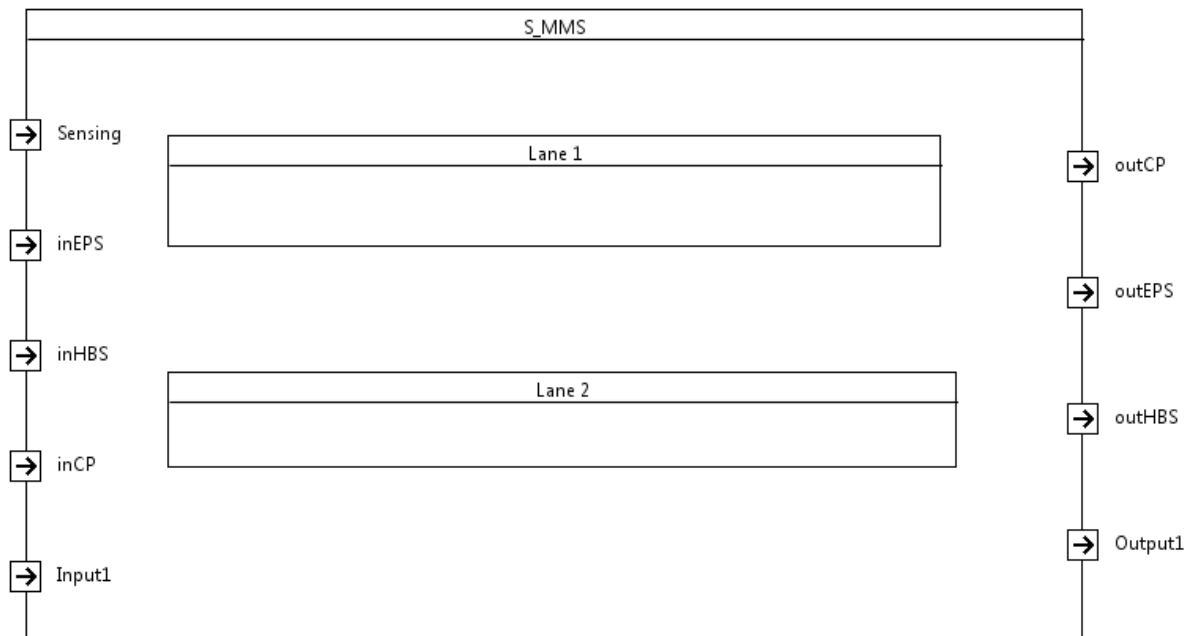 S_MMS
Sensing
Lane 1
outCP
inEPS
outEPS
inHBS
Lane 2
outHBS
inCP
Output1
Input1